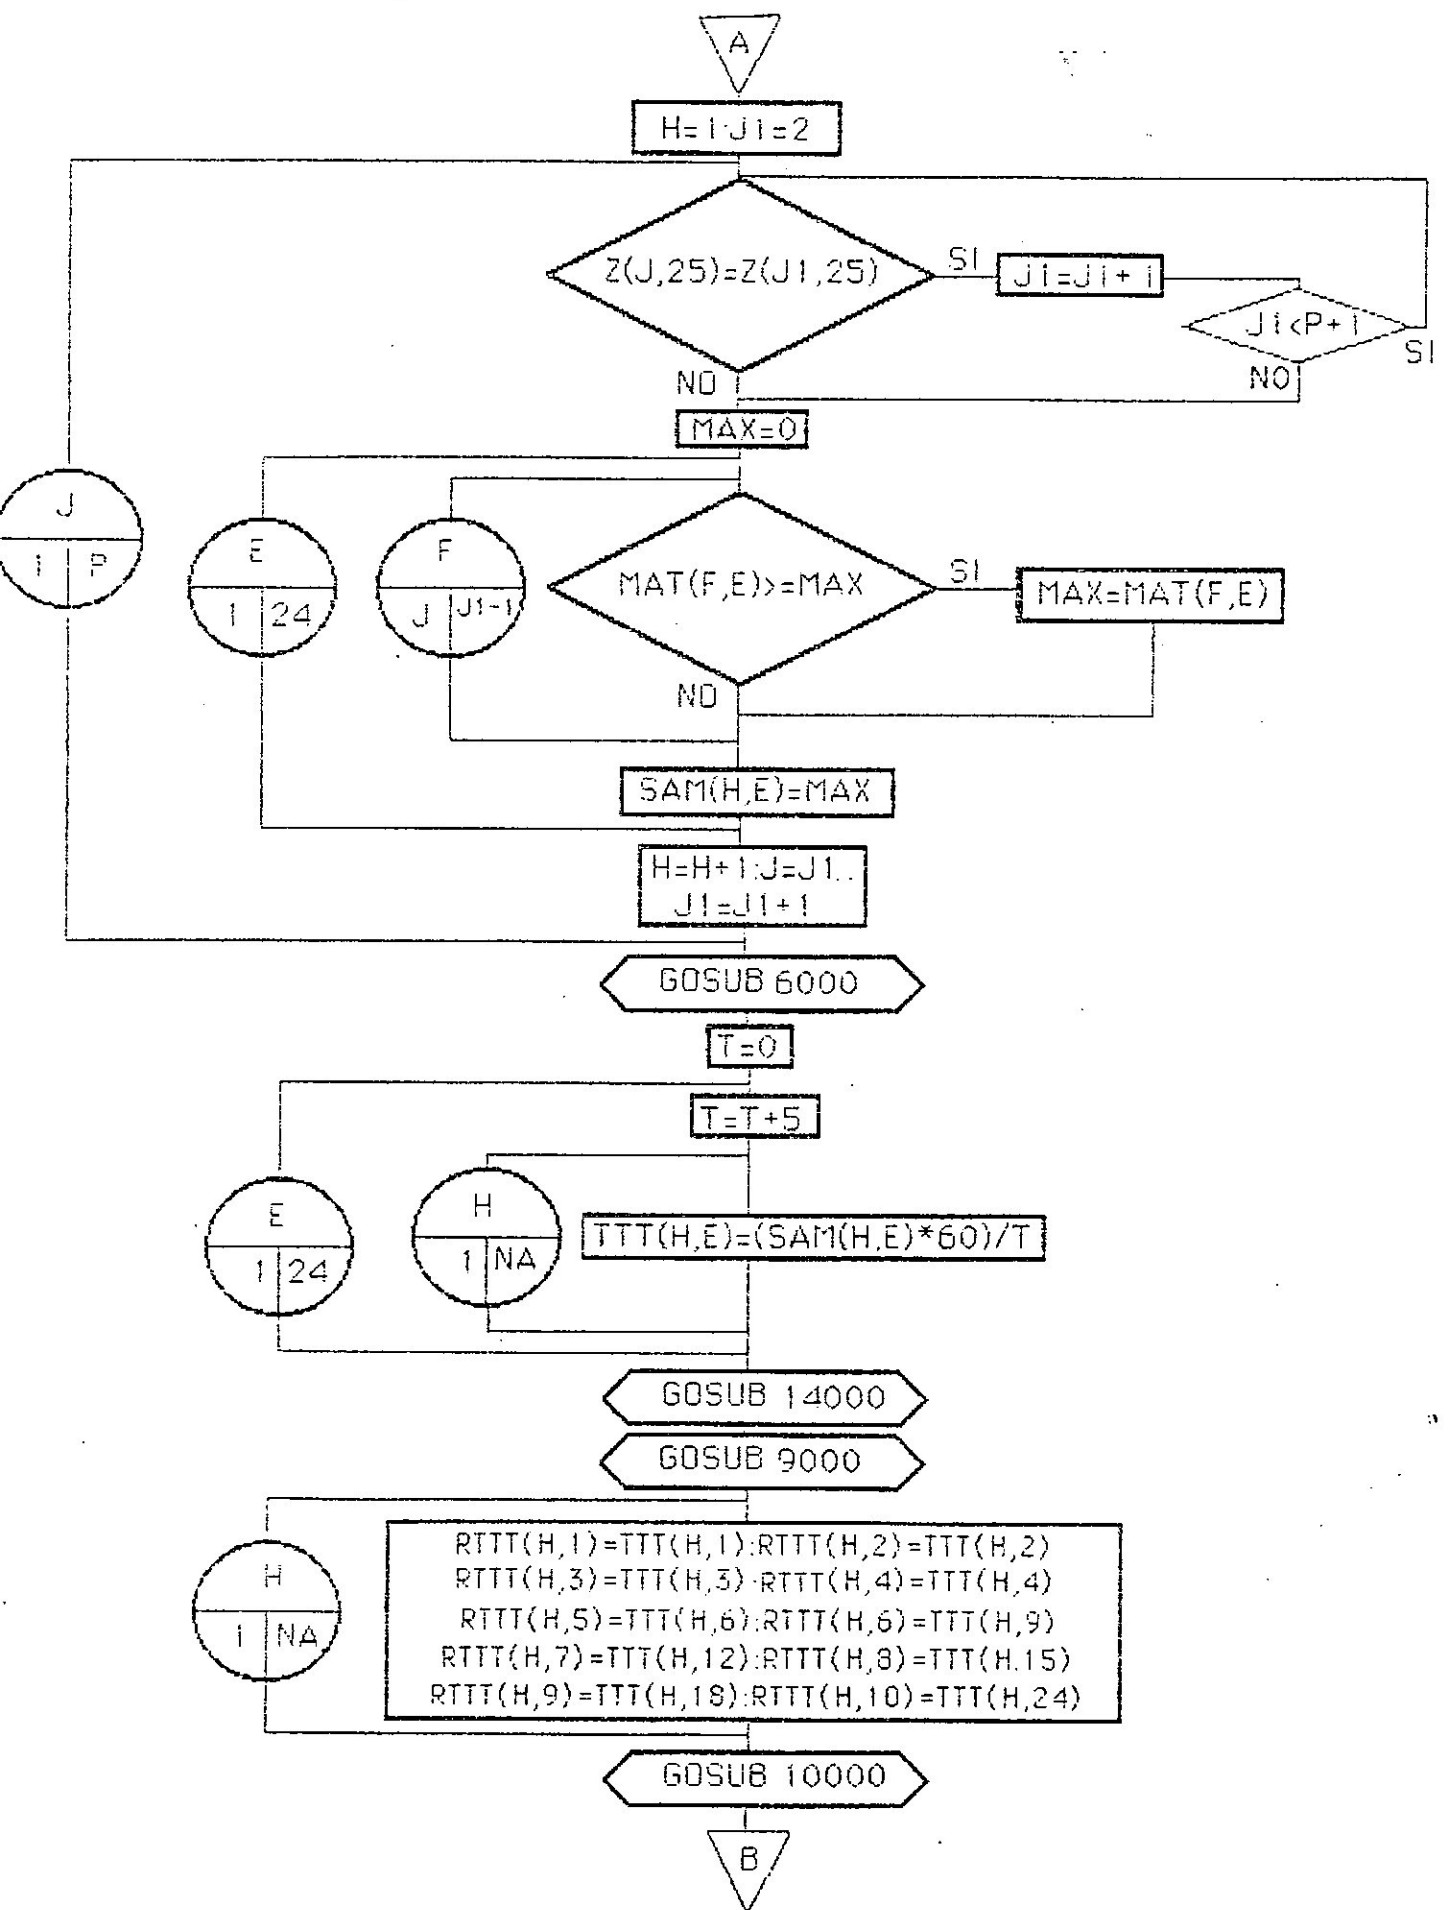 A
H=1:J1=2
Z(J,25)=Z(J1,25)
SI
J1=J1+1
J1<P+1
SI
NO
NO
MAX=0
J
1 P
E
1 24
F
J J1-1
MAT(F,E)>=MAX
SI
MAX=MAT(F,E)
NO
SAM(H,E)=MAX
H=H+1:J=J1:
J1=J1+1
GOSUB 6000
T=0
T=T+5
E
1 24
H
1 NA
TTT(H,E)=(SAM(H,E)*60)/T
GOSUB 14000
GOSUB 9000
H
1 NA
RTTT(H,1)=TTT(H,1):RTTT(H,2)=TTT(H,2)
RTTT(H,3)=TTT(H,3):RTTT(H,4)=TTT(H,4)
RTTT(H,5)=TTT(H,6):RTTT(H,6)=TTT(H,9)
RTTT(H,7)=TTT(H,12):RTTT(H,8)=TTT(H,15)
RTTT(H,9)=TTT(H,18):RTTT(H,10)=TTT(H,24)
GOSUB 10000
B